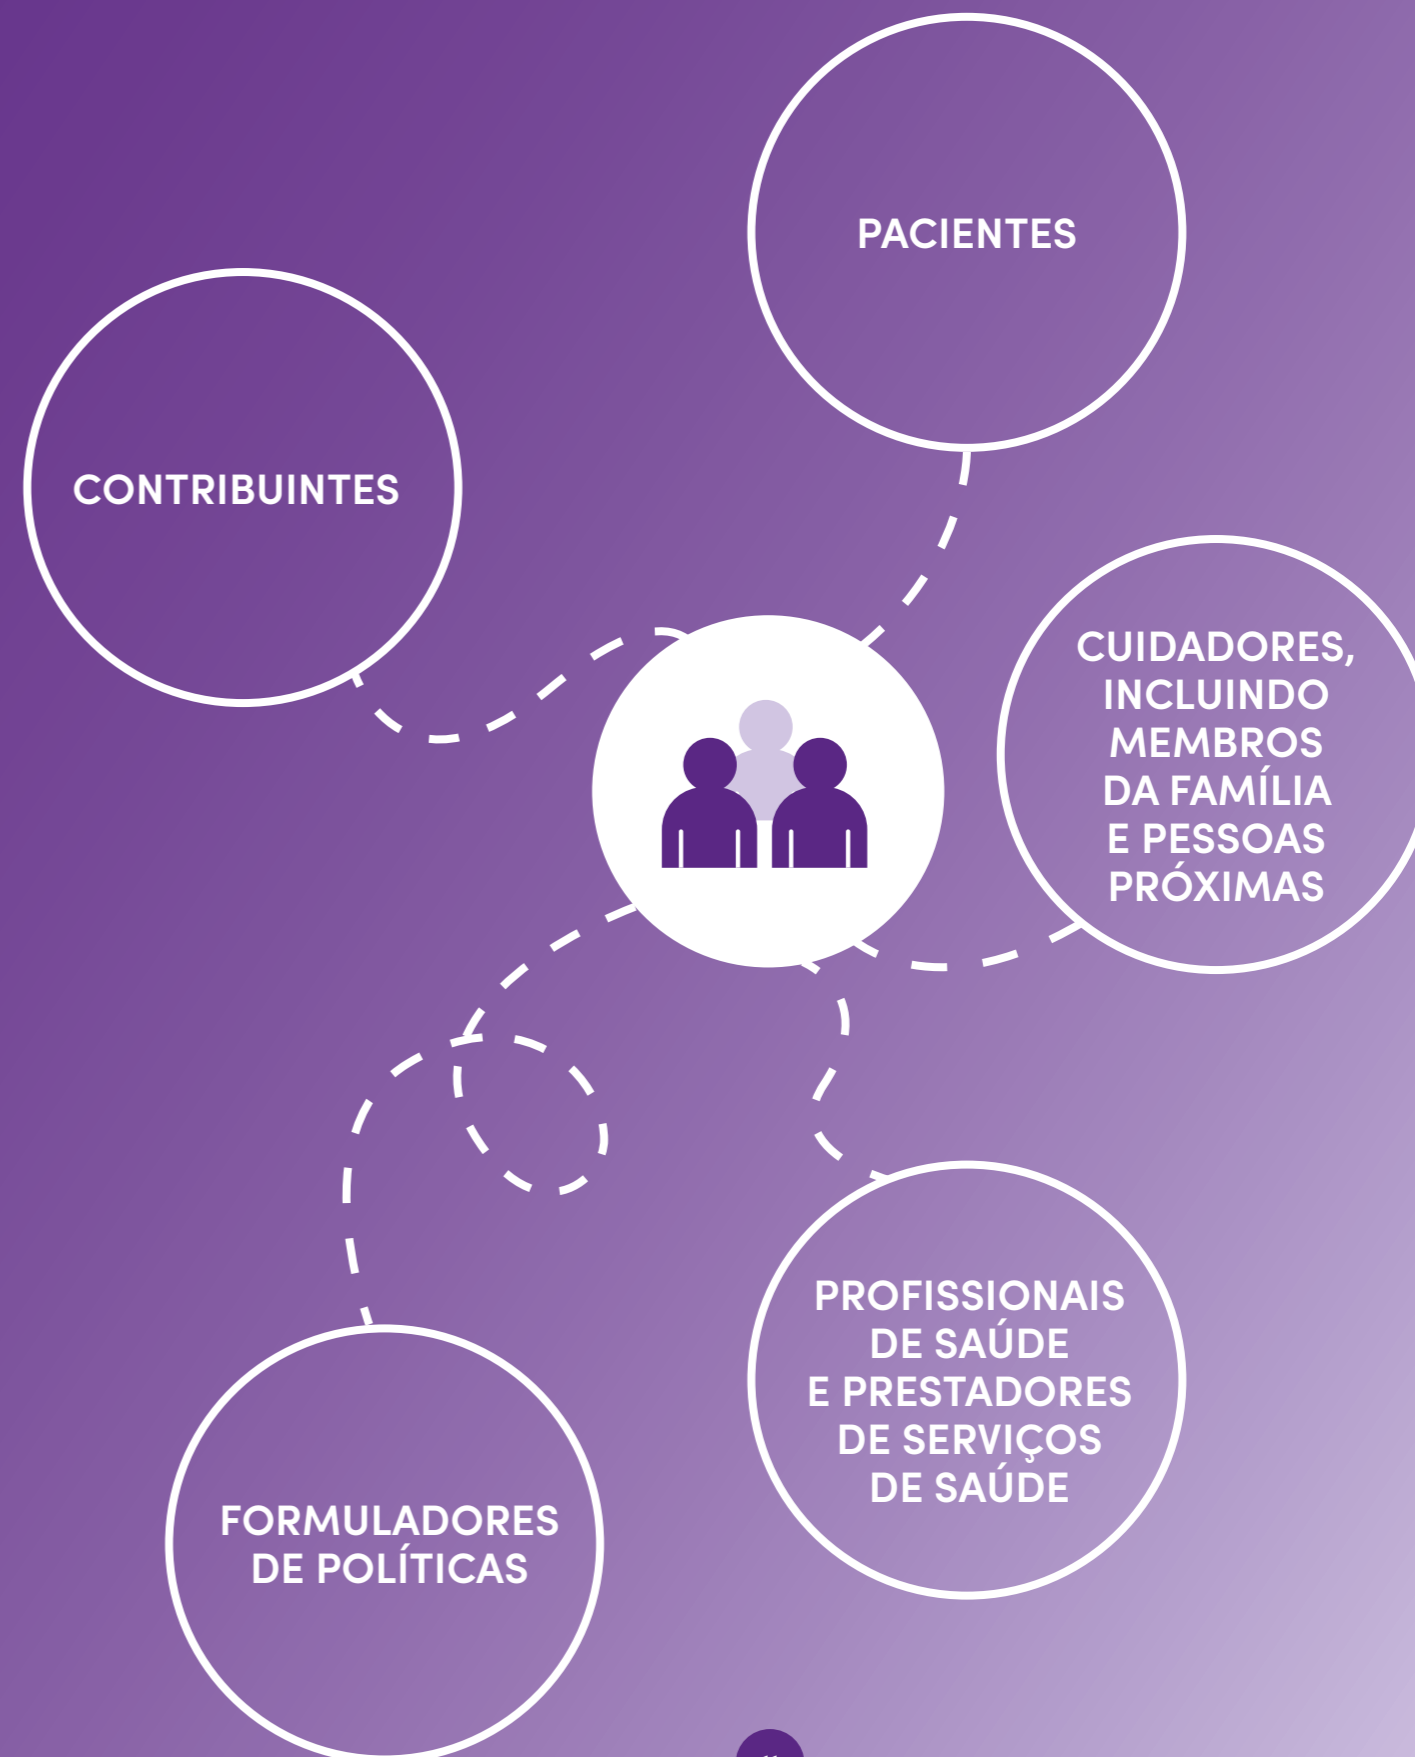 PACIENTES
CONTRIBUINTES
CUIDADORES,
INCLUINDO
MEMBROS
DA FAMÍLIA
E PESSOAS
PRÓXIMAS
PROFISSIONAIS
DE SAÚDE
E PRESTADORES
DE SERVIÇOS
DE SAÚDE
FORMULADORES
DE POLÍTICAS